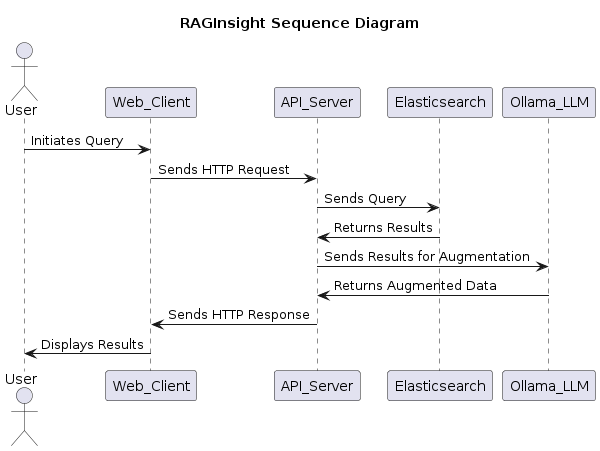 RAGInsight Sequence Diagram
User
Web_Client
API_Server
Elasticsearch
Ollama_LLM
Initiates Query
Sends HTTP Request
Sends Query
Returns Results
Sends Results for Augmentation
Returns Augmented Data
Sends HTTP Response
Displays Results
User
Web_Client
API_Server
Elasticsearch
Ollama_LLM